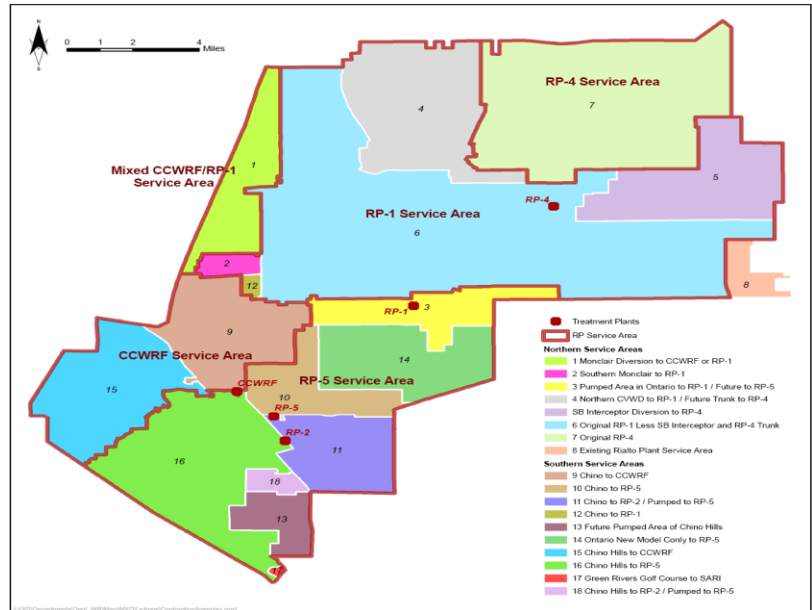 N
S
0 1 2 4
Miles
RP-4 Service Area
4
7
1
Mixed CCWRF/RP-1
Service Area
5
RP-4
RP-1 Service Area
6
2
12
8
RP-1
3
9
14
CCWRF Service Area
RP-5 Service Area
15
CCWRF
10
RP-5
RP-2
11
16
18
13
17
Treatment Plants
RP Service Area
Northern Service Areas
1 Monclair Diversion to CCWRF or RP-1
2 Southern Monclair to RP-1
3 Pumped Area in Ontario to RP-1 / Future to RP-5
4 Northern CVWD to RP-1 / Future Trunk to RP-4
SB Interceptor Diversion to RP-4
6 Original RP-1 Less SB Interceptor and RP-4 Trunk
7 Original RP-4
8 Existing Rialto Plant Service Area
Southern Service Areas
9 Chino to CCWRF
10 Chino to RP-5
11 Chino to RP-2 / Pumped to RP-5
12 Chino to RP-1
13 Future Pumped Area of Chino Hills
14 Ontario New Model Conly to RP-5
15 Chino Hills to CCWRF
16 Chino Hills to RP-5
17 Green Rivers Golf Course to SARI
18 Chino Hills to RP-2 / Pumped to RP-5